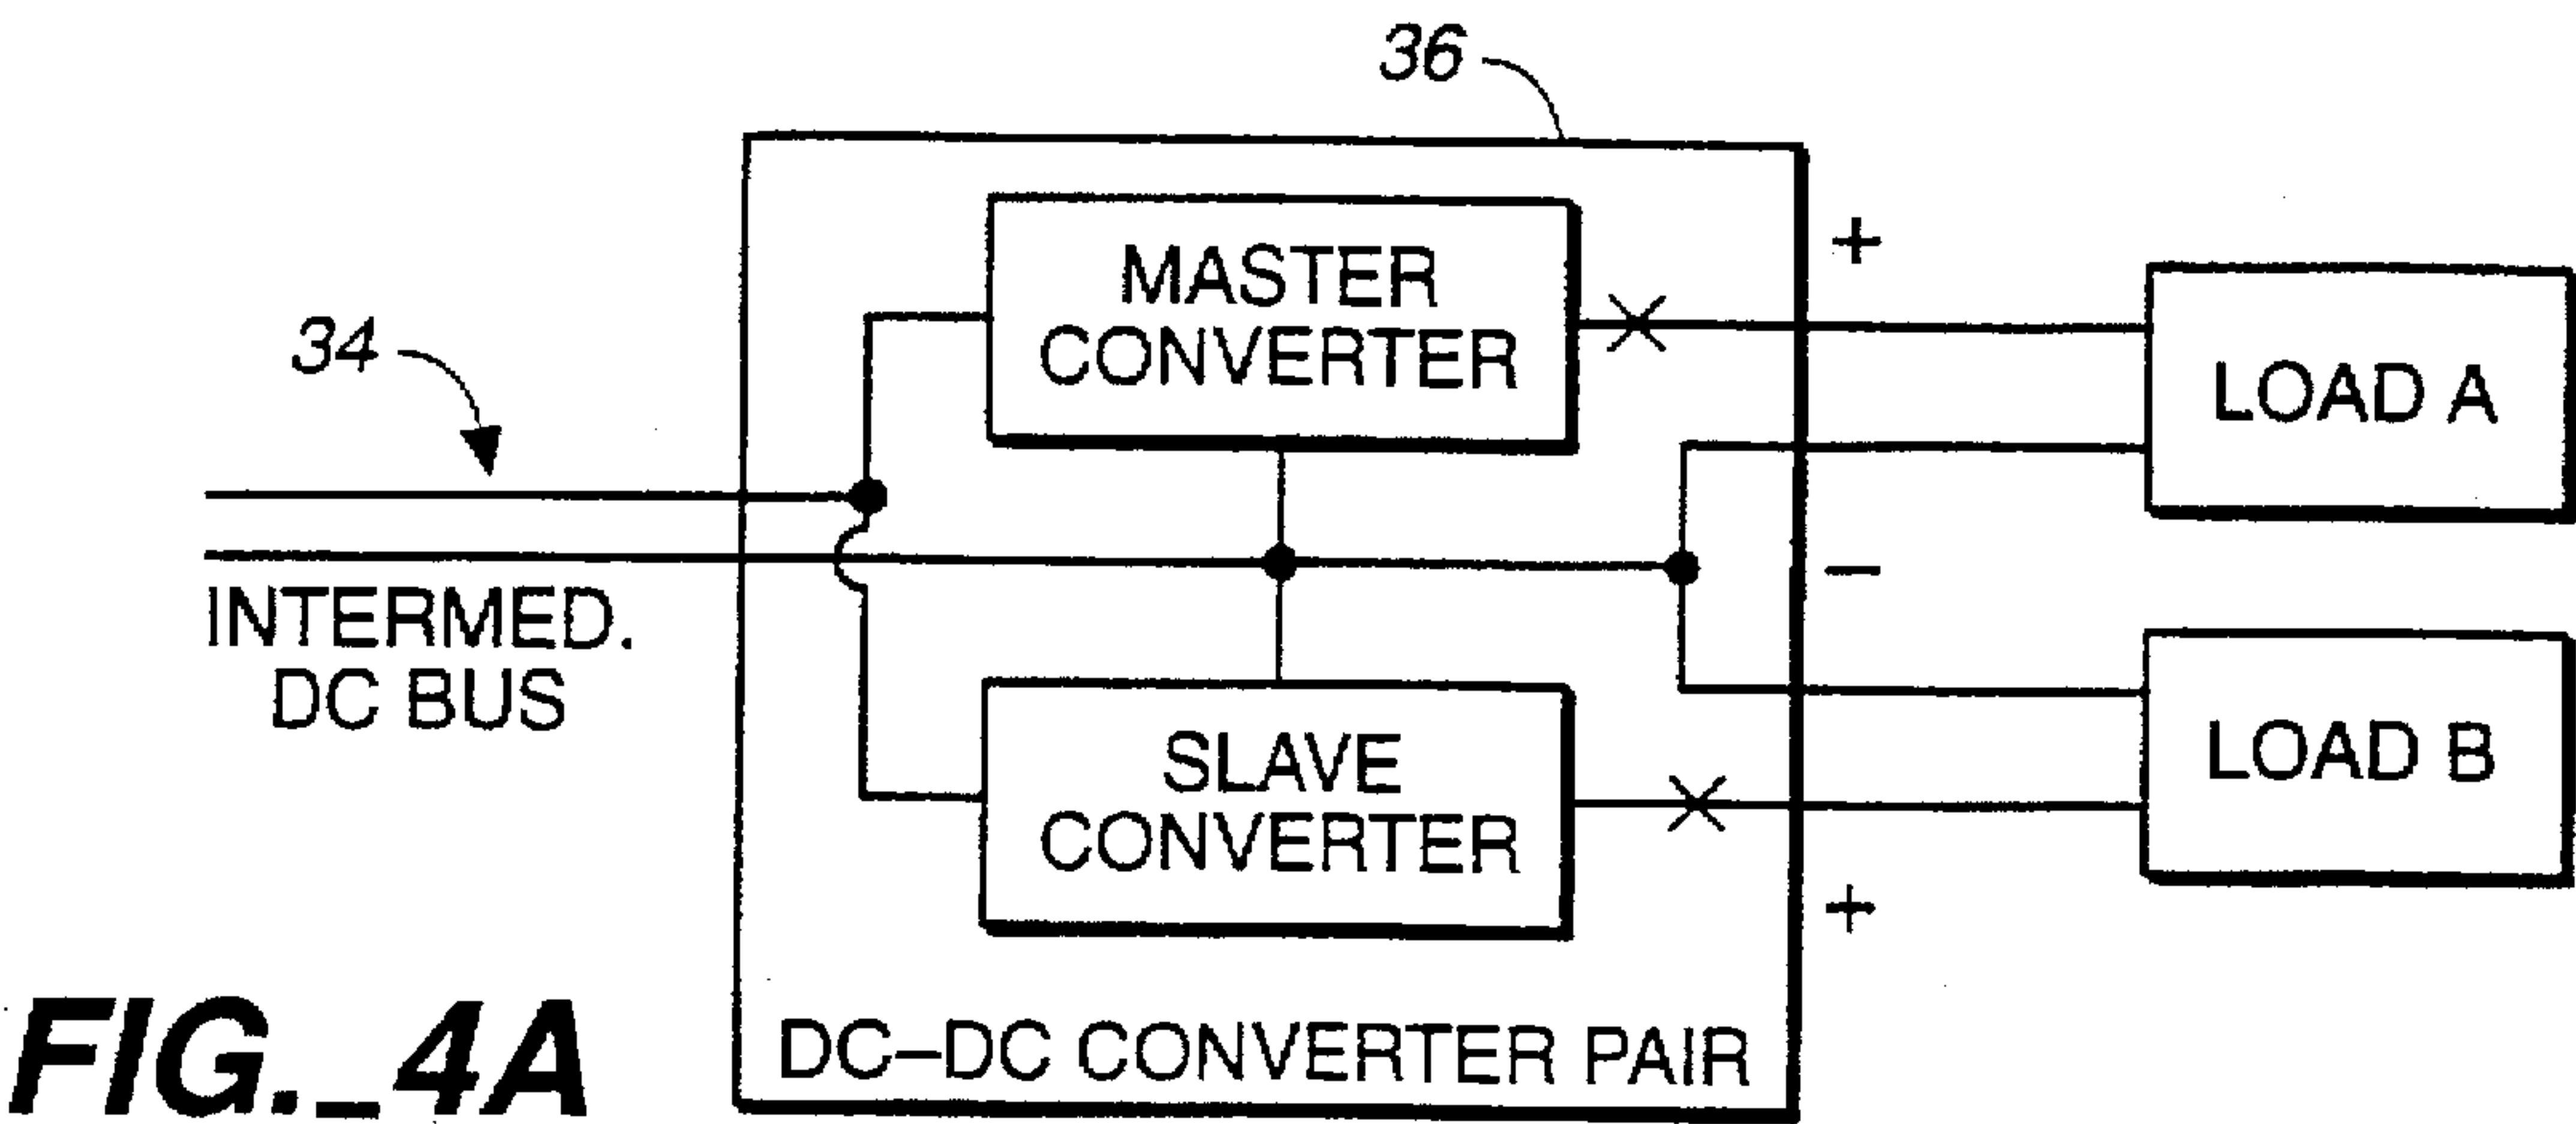 36
MASTER
CONVERTER
+
LOAD A
34
INTERMED.
DC BUS
−
SLAVE
CONVERTER
LOAD B
+
DC–DC CONVERTER PAIR
FIG._4A